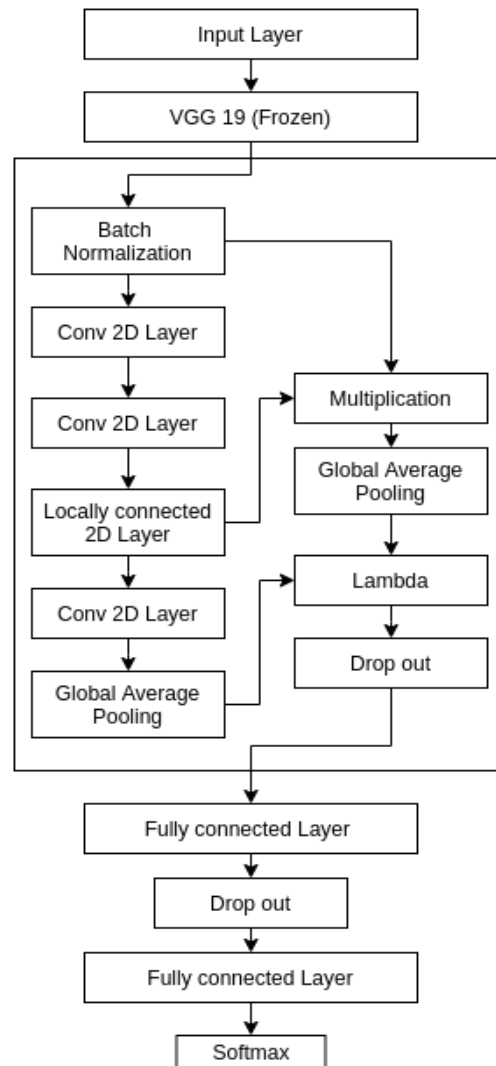 Input Layer
VGG 19 (Frozen)
Batch
Normalization
Conv 2D Layer
Conv 2D Layer
Locally connected
2D Layer
Conv 2D Layer
Global Average
Pooling
Multiplication
Global Average
Pooling
Lambda
Drop out
Fully connected Layer
Drop out
Fully connected Layer
Softmax